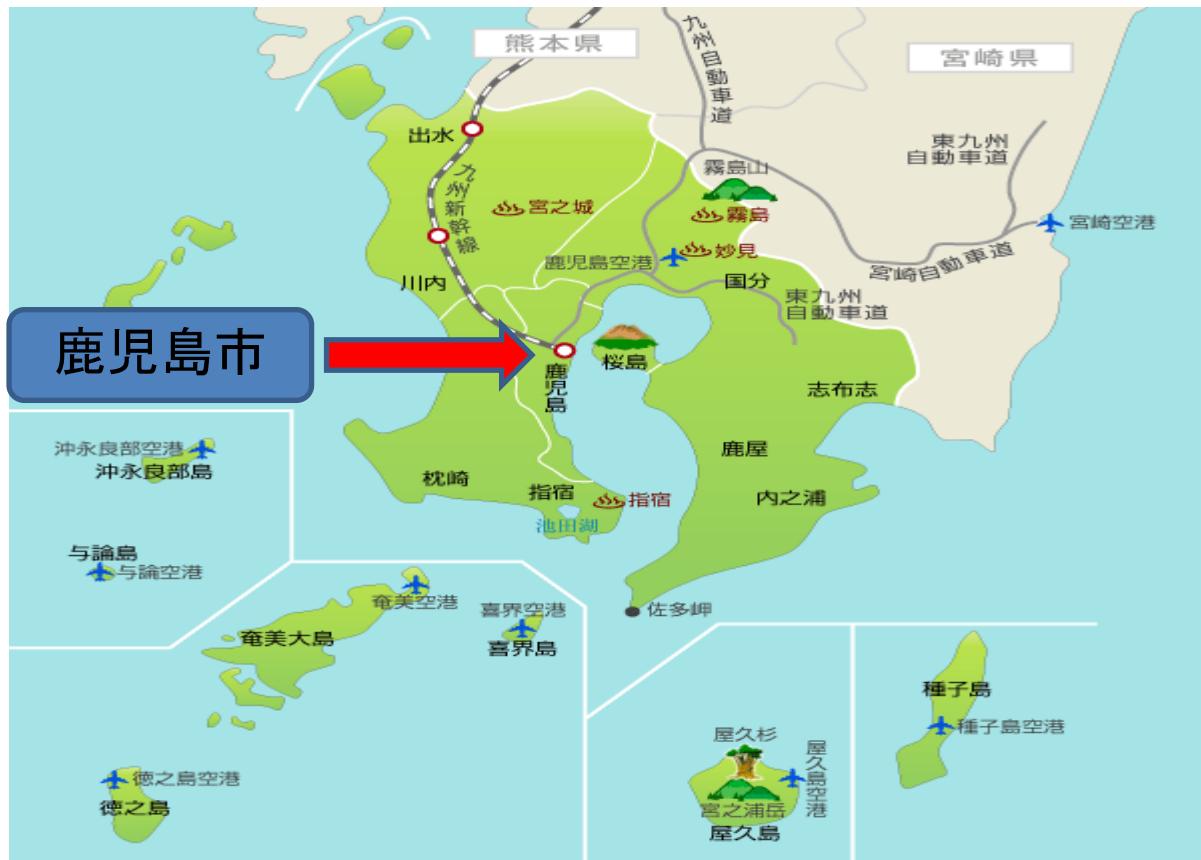 熊本県
宮崎県
九州自動車道
出水
東九州
自動車道
霧島山
九州新幹線
宮之城
霧島
宮崎空港
妙見
鹿児島空港
宮崎自動車道
川内
国分
東九州
自動車道
鹿児島市
桜島
鹿児島
志布志
沖永良部空港
沖永良部島
鹿屋
枕崎
指宿
指宿
内之浦
池田湖
与論島
与論空港
奄美空港
喜界空港
佐多岬
奄美大島
喜界島
種子島
種子島空港
屋久杉
屋久島空港
徳之島空港
徳之島
宮之浦岳
屋久島